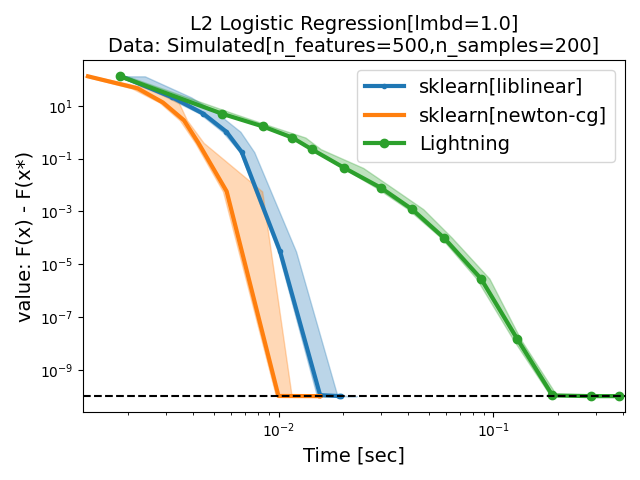 L2 Logistic Regression[lmbd=1.0]
Data: Simulated[n_features=500,n_samples=200]
sklearn[liblinear]
sklearn[newton-cg]
Lightning
value: F(x) - F(x*)
10¹
10⁻¹
10⁻³
10⁻⁵
10⁻⁷
10⁻⁹
10⁻² 10⁻¹
Time [sec]